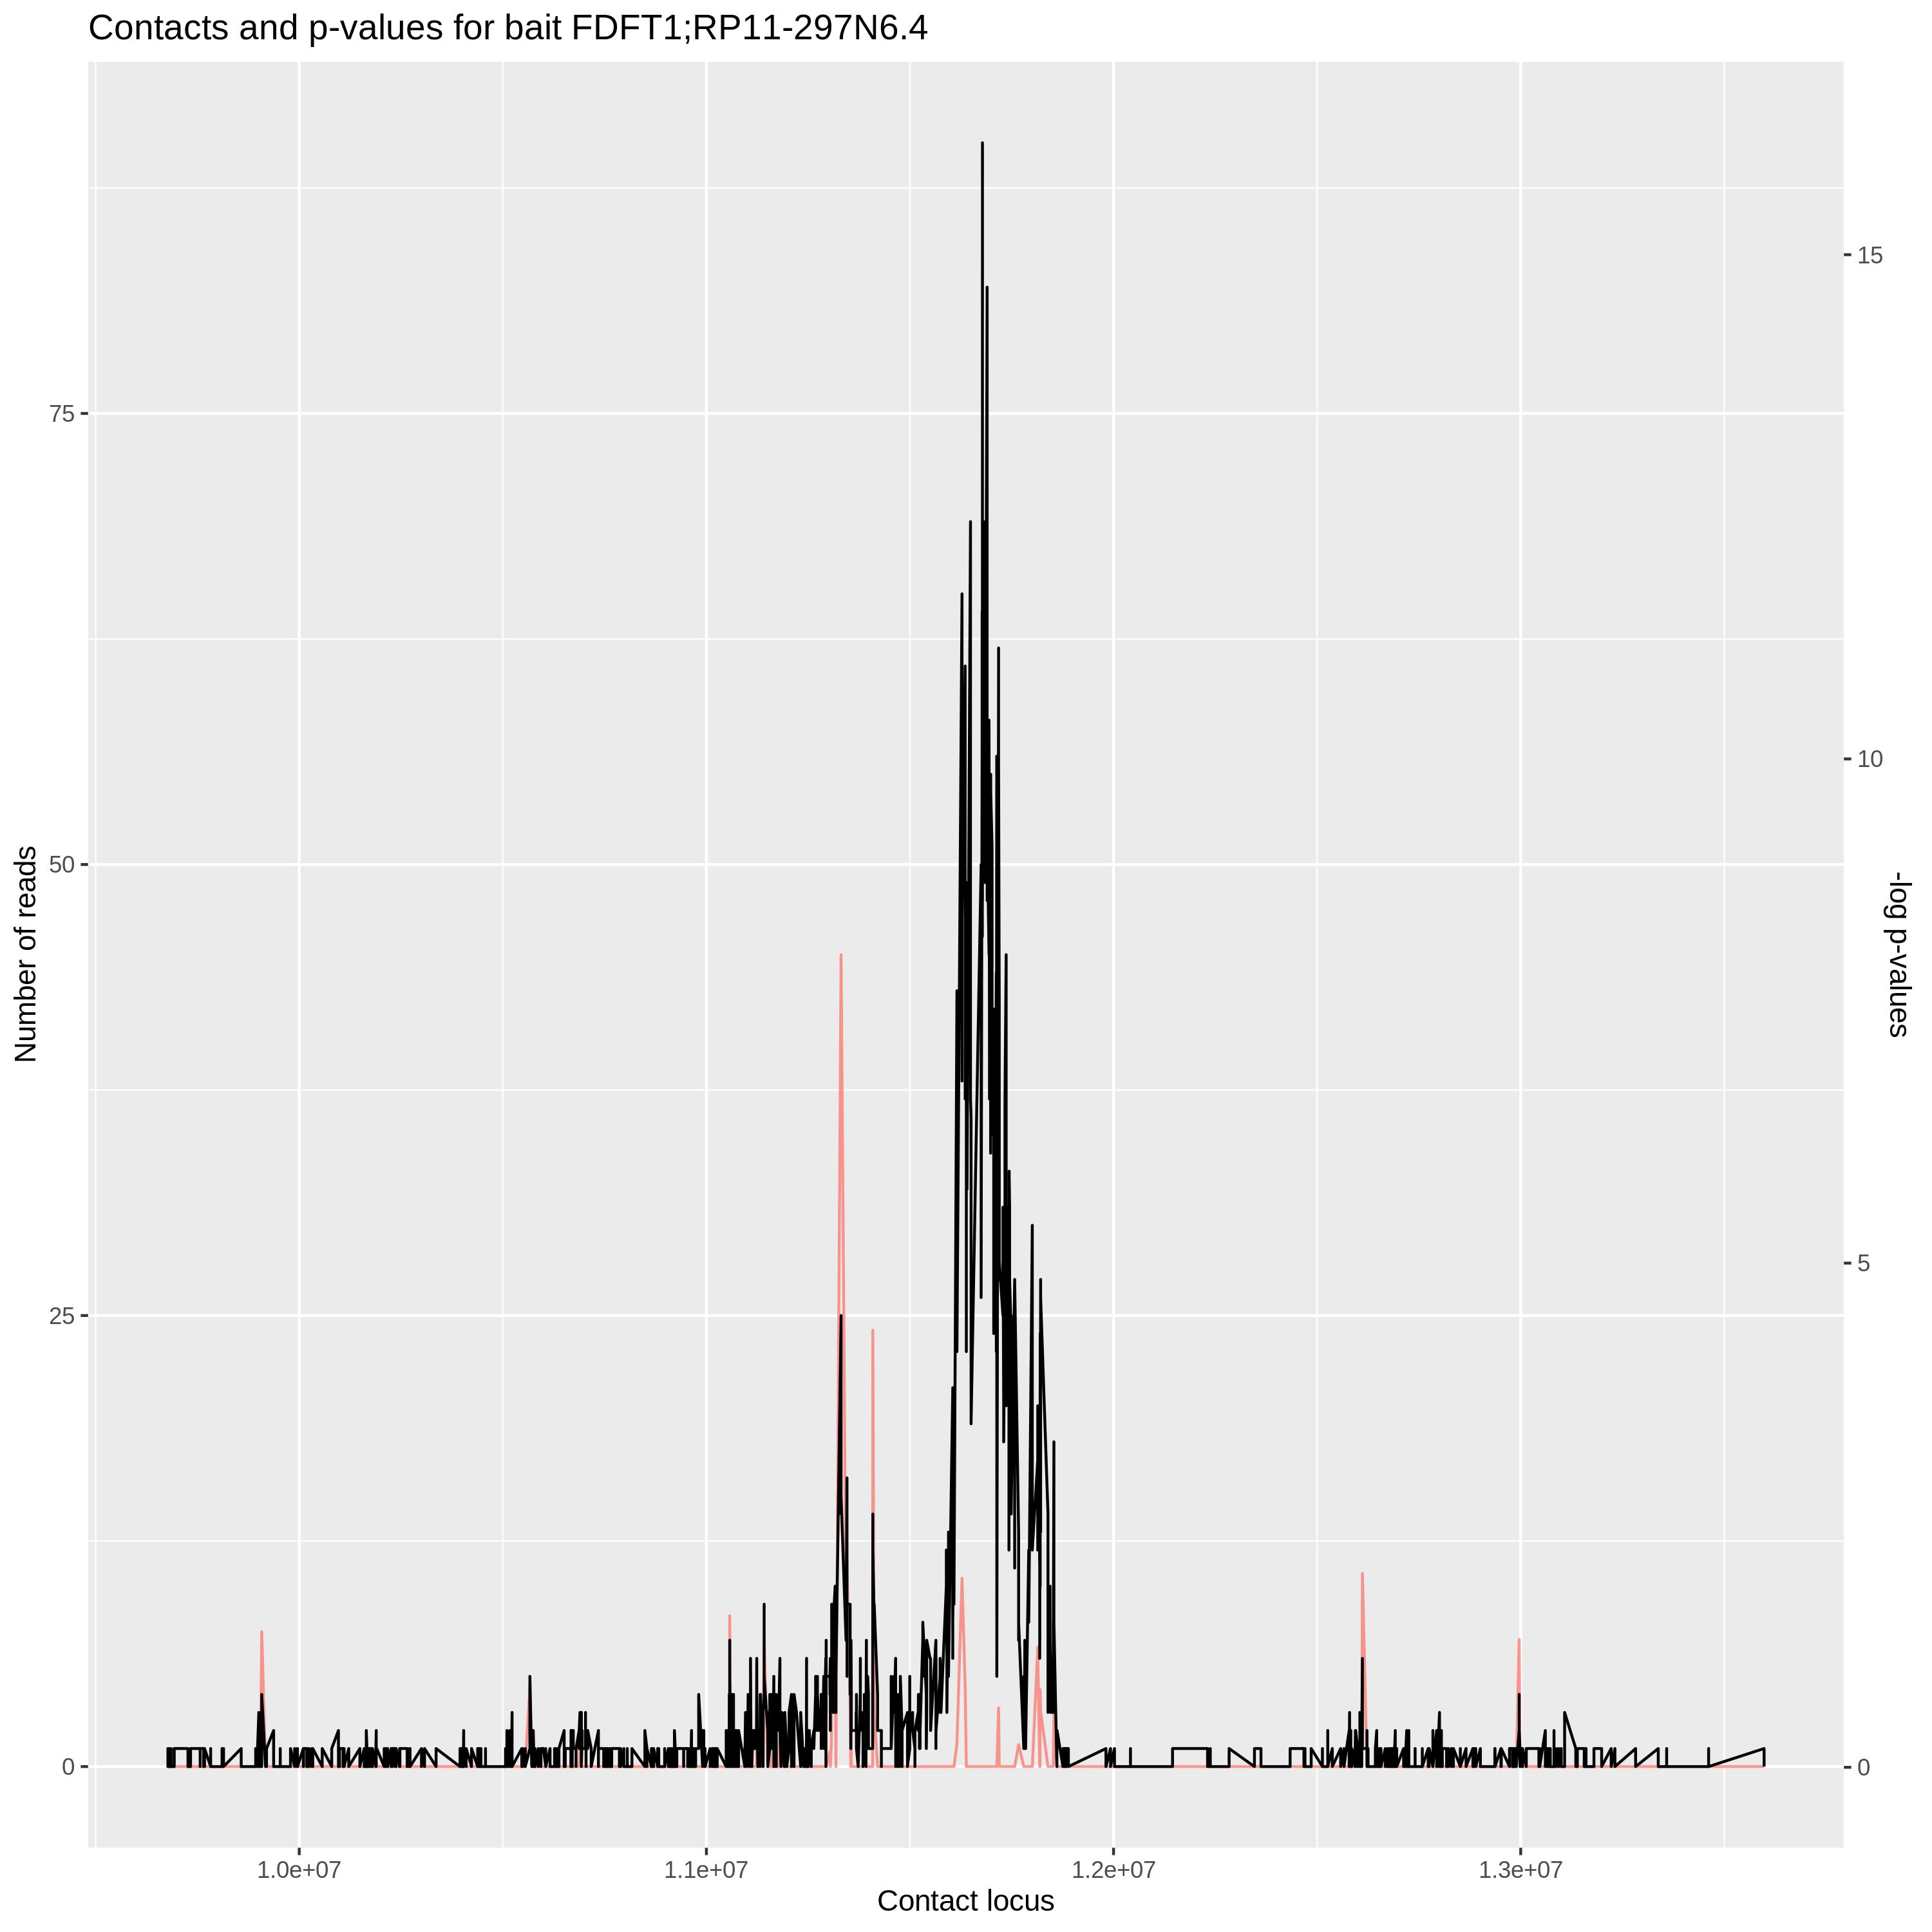 Contacts and p-values for bait FDFT1;RP11-297N6.4
Number of reads
75
50
25
0
15
10
5
0
-log p-values
1.0e+07
1.1e+07
1.2e+07
1.3e+07
Contact locus